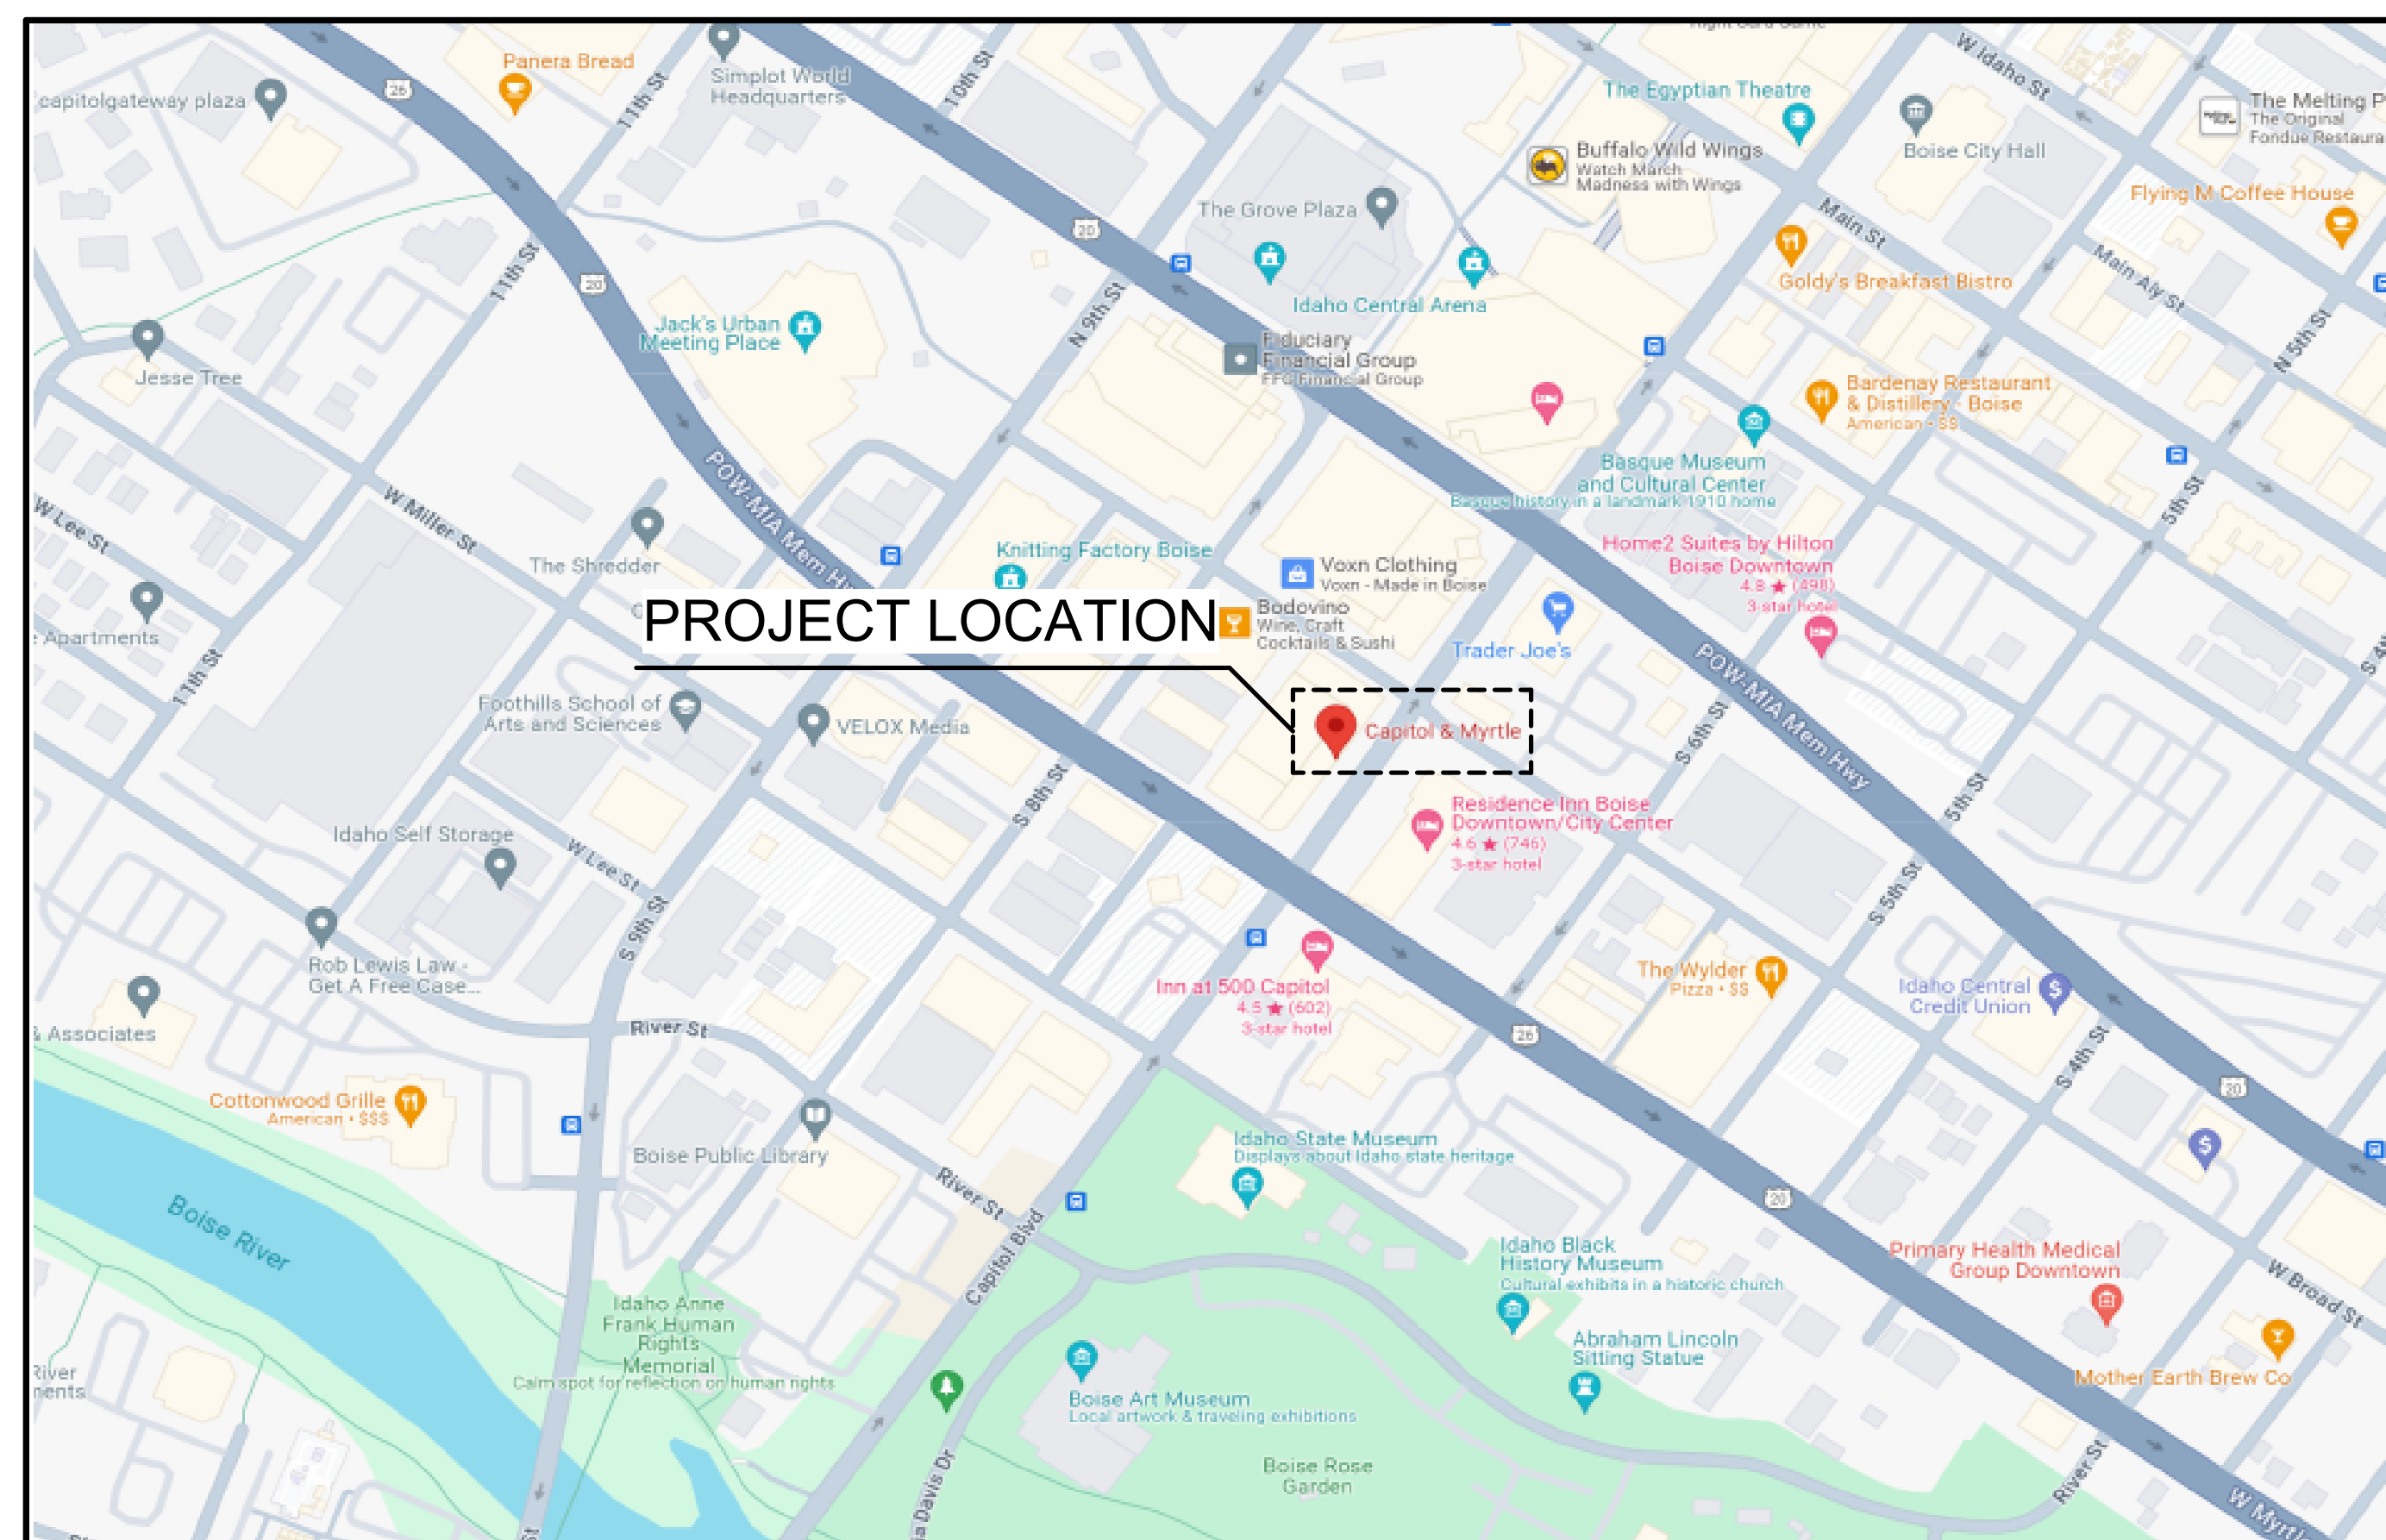 Panera Bread
capitolgateway plaza
11th St
Simplot World
Headquarters
10th St
26
20
The Egyptian Theatre
W Idaho St
Boise City Hall
The Melting P
The Original
Fondue Restaura
Buffalo Wild Wings
Watch March
Madness with Wings
Flying M Coffee House
The Grove Plaza
Main St
Main Aly St
Goldy's Breakfast Bistro
Idaho Central Arena
N 9th St
11th St
20
Jack's Urban
Meeting Place
Fiduciary
Financial Group
FFG Financial Group
N 5th St
Jesse Tree
Bardenay Restaurant
& Distillery - Boise
American • $$
Basque Museum
and Cultural Center
Basque history in a landmark 1910 home
5th St
W Lee St
W Miller St
POW-MIA Mem
The Shredder
Knitting Factory Boise
Voxn Clothing
Voxn - Made in Boise
Home2 Suites by Hilton
Boise Downtown
4.8 ★ (498)
3-star hotel
PROJECT LOCATION
Bodovino
Wine, Craft
Cocktails & Sushi
Trader Joe's
Apartments
11th St
POW-MIA Mem Hwy
S 6th St
Foothills School of
Arts and Sciences
VELOX Media
Capitol & Myrtle
S 8th St
5th St
Residence Inn Boise
Downtown/City Center
4.6 ★ (746)
3-star hotel
Idaho Self Storage
W Lee St
S 9th St
S 5th St
Rob Lewis Law -
Get A Free Case...
Inn at 500 Capitol
4.5 ★ (602)
3-star hotel
The Wylder
Pizza • $$
Idaho Central
Credit Union
& Associates
River St
26
S 4th St
20
Cottonwood Grille
American • $$$
Boise Public Library
Idaho State Museum
Displays about Idaho state heritage
River St
20
Boise River
Capitol Blvd
Idaho Black
History Museum
Cultural exhibits in a historic church
Primary Health Medical
Group Downtown
W Broad St
Idaho Anne
Frank Human
Rights
Memorial
Calm spot for reflection on human rights
Abraham Lincoln
Sitting Statue
River
ments
Boise Art Museum
Local artwork & traveling exhibitions
Mother Earth Brew Co
Boise Rose
Garden
ia Davis Dr
River St
W Myrtl